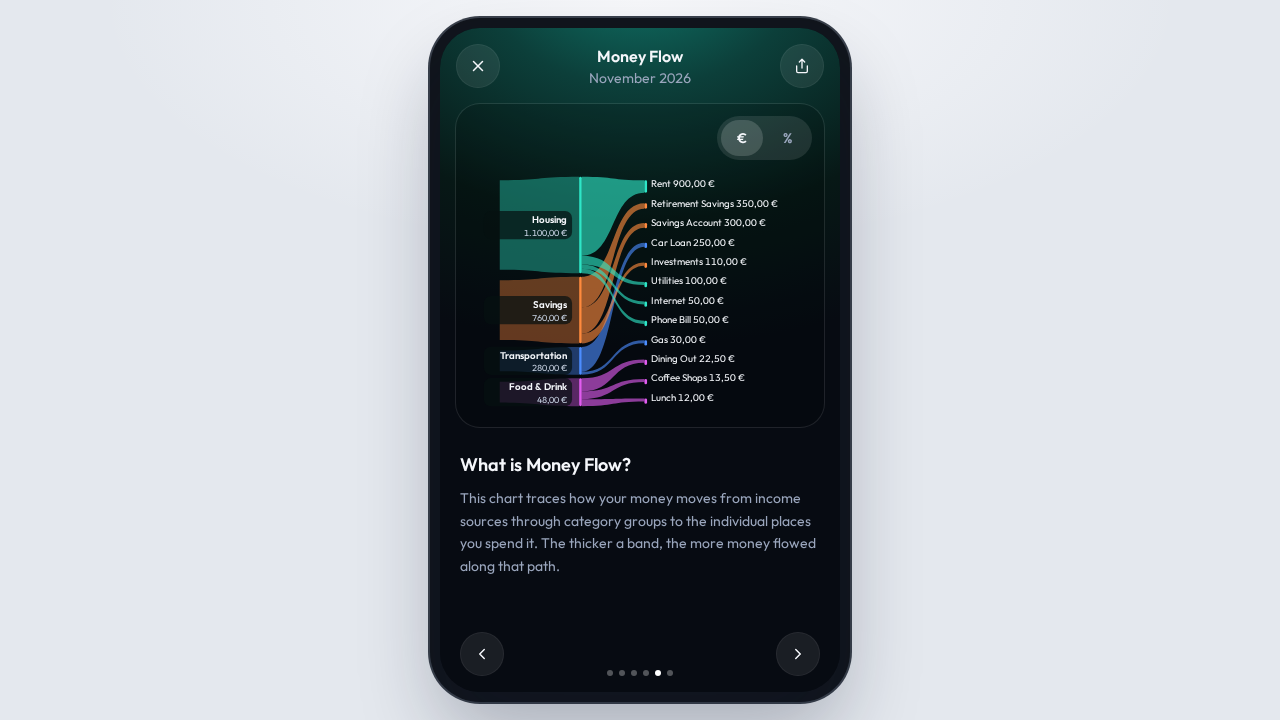 Money Flow
November 2026
€ %
Housing
1.100,00 €
Savings
760,00 €
Transportation
280,00 €
Food & Drink
48,00 €
Rent 900,00 €
Retirement Savings 350,00 €
Savings Account 300,00 €
Car Loan 250,00 €
Investments 110,00 €
Utilities 100,00 €
Internet 50,00 €
Phone Bill 50,00 €
Gas 30,00 €
Dining Out 22,50 €
Coffee Shops 13,50 €
Lunch 12,00 €
What is Money Flow?
This chart traces how your money moves from income
sources through category groups to the individual places
you spend it. The thicker a band, the more money flowed
along that path.